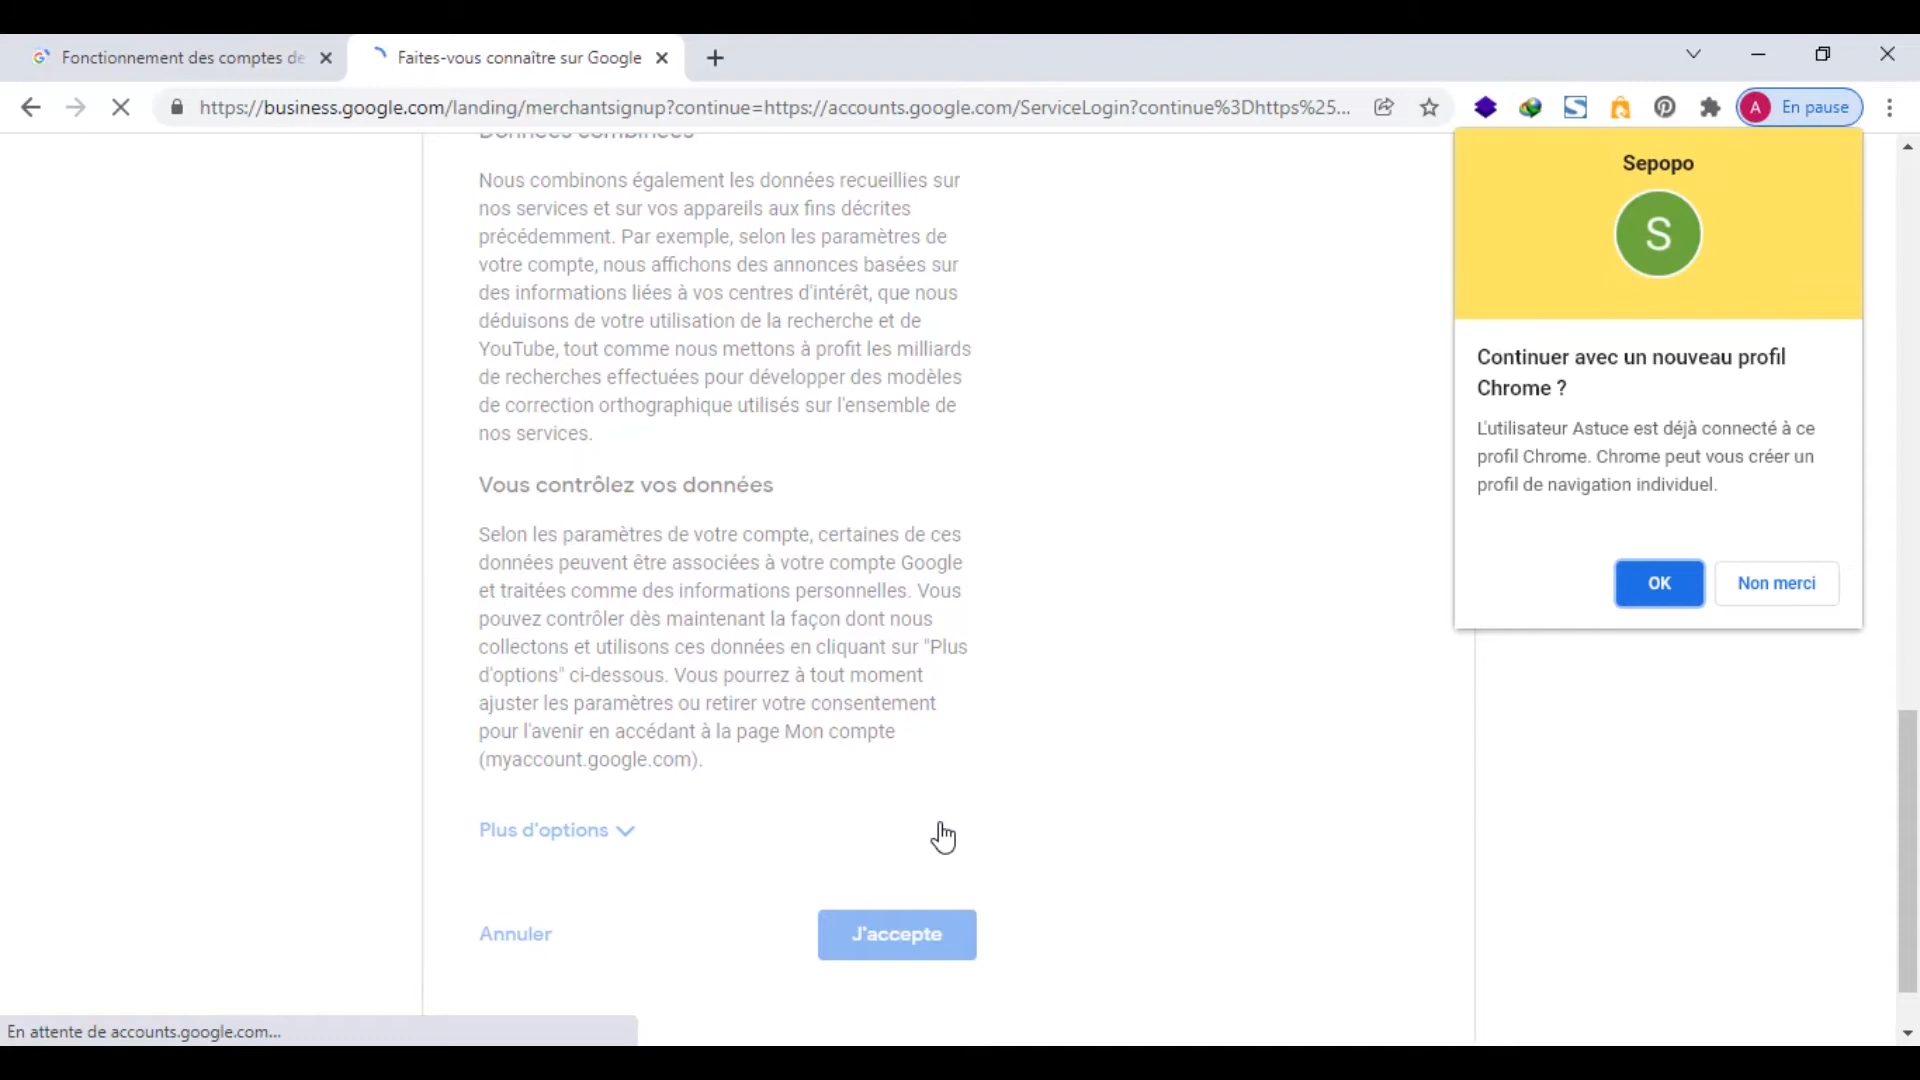 Fonctionnement des comptes de
Faites-vous connaître sur Google
https://business.google.com/landing/merchantsignup?continue=https://accounts.google.com/ServiceLogin?continue%3Dhttps%25...
A En pause
Données combinées
Nous combinons également les données recueillies sur
nos services et sur vos appareils aux fins décrites
précédemment. Par exemple, selon les paramètres de
votre compte, nous affichons des annonces basées sur
des informations liées à vos centres d'intérêt, que nous
déduisons de votre utilisation de la recherche et de
YouTube, tout comme nous mettons à profit les milliards
de recherches effectuées pour développer des modèles
de correction orthographique utilisés sur l'ensemble de
nos services.
Vous contrôlez vos données
Selon les paramètres de votre compte, certaines de ces
données peuvent être associées à votre compte Google
et traitées comme des informations personnelles. Vous
pouvez contrôler dès maintenant la façon dont nous
collectons et utilisons ces données en cliquant sur "Plus
d'options" ci-dessous. Vous pourrez à tout moment
ajuster les paramètres ou retirer votre consentement
pour l'avenir en accédant à la page Mon compte
(myaccount.google.com).
Plus d'options
Annuler
J'accepte
Sepopo
S
Continuer avec un nouveau profil
Chrome ?
L'utilisateur Astuce est déjà connecté à ce
profil Chrome. Chrome peut vous créer un
profil de navigation individuel.
OK
Non merci
En attente de accounts.google.com...